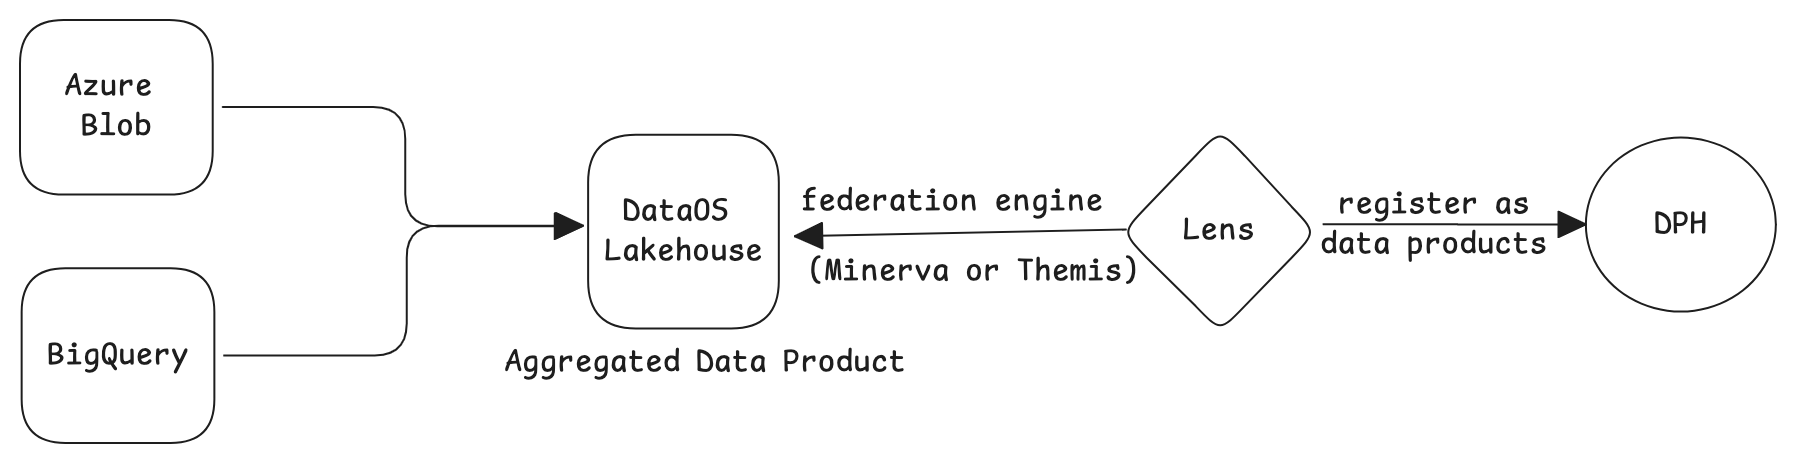 Azure
Blob
BigQuery
DataOS
Lakehouse
Aggregated Data Product
federation engine
(Minerva or Themis)
Lens
register as
data products
DPH